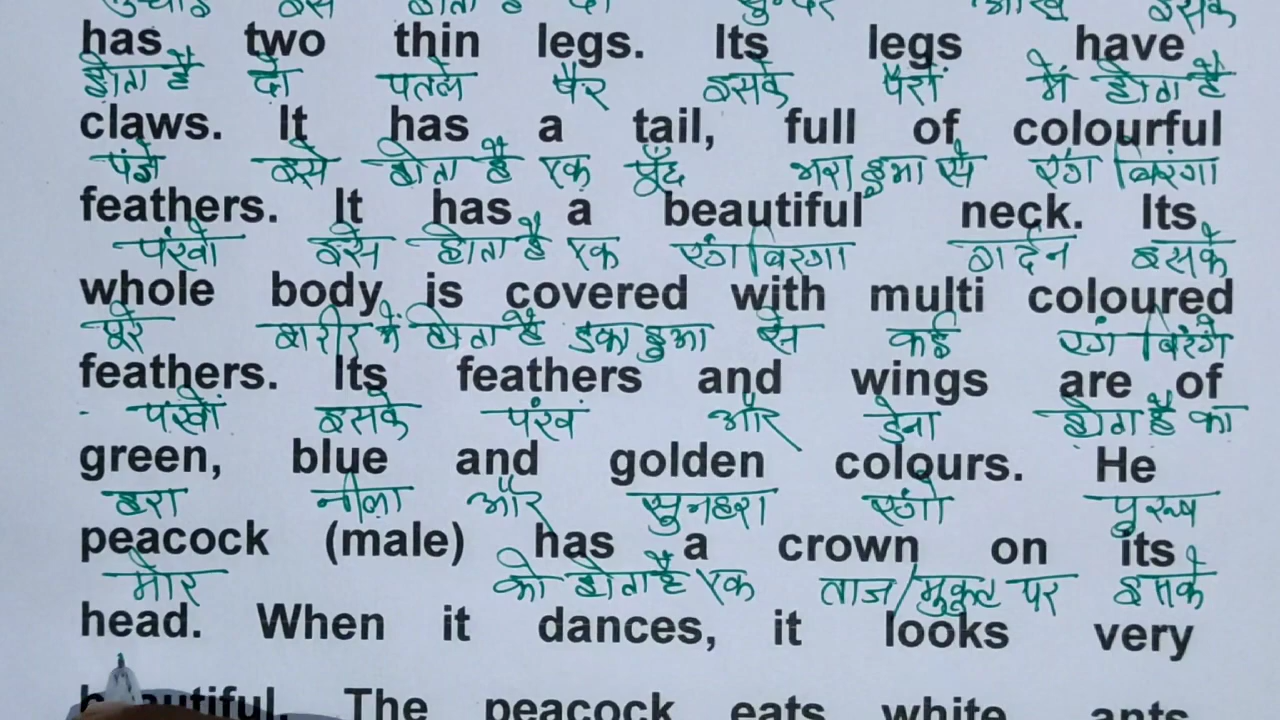 has two thin legs. Its legs have
होता है दो पतले पैर इसके पैरों में होता है
claws. It has a tail, full of colourful
पंजे इसे होता है एक पूँछ भरा हुआ से रंग बिरंगा
feathers. It has a beautiful neck. Its
पंखों इसे होता है एक रंग बिरंगा गर्दन इसके
whole body is covered with multi coloured
पूरे शरीर में होता है ढका हुआ से कई रंग बिरंगे
feathers. Its feathers and wings are of
पंखों इसके पंख और डैना होता है का
green, blue and golden colours. He
हरा नीला और सुनहरा रंगो पुरुष
peacock (male) has a crown on its
मोर को होता है एक ताज/मुकुट पर इसके
head. When it dances, it looks very
beautiful. The peacock eats white ants